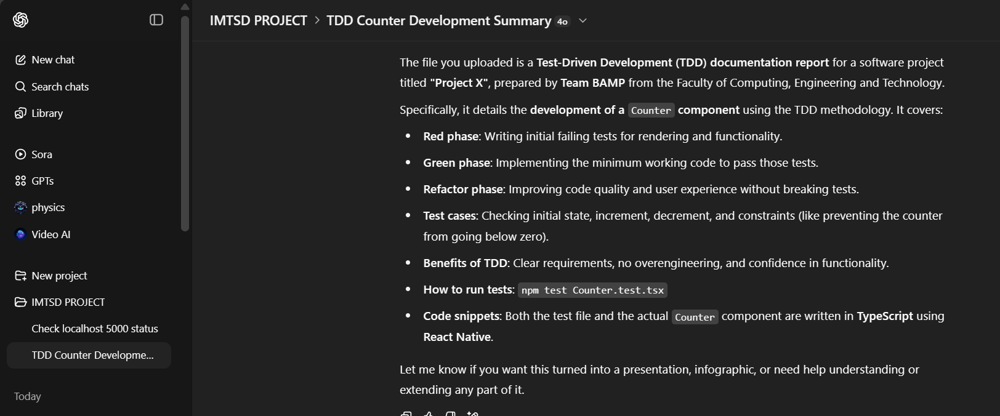 New chat
Search chats
Library
Sora
GPTs
physics
Video AI
New project
IMTSD PROJECT
Check localhost 5000 status
TDD Counter Developme...
Today
IMTSD PROJECT > TDD Counter Development Summary 4o
The file you uploaded is a Test-Driven Development (TDD) documentation report for a software project
titled "Project X", prepared by Team BAMP from the Faculty of Computing, Engineering and Technology.
Specifically, it details the development of a Counter component using the TDD methodology. It covers:
• Red phase: Writing initial failing tests for rendering and functionality.
• Green phase: Implementing the minimum working code to pass those tests.
• Refactor phase: Improving code quality and user experience without breaking tests.
• Test cases: Checking initial state, increment, decrement, and constraints (like preventing the counter
from going below zero).
• Benefits of TDD: Clear requirements, no overengineering, and confidence in functionality.
• How to run tests: npm test Counter.test.tsx
• Code snippets: Both the test file and the actual Counter component are written in TypeScript using
React Native.
Let me know if you want this turned into a presentation, infographic, or need help understanding or
extending any part of it.